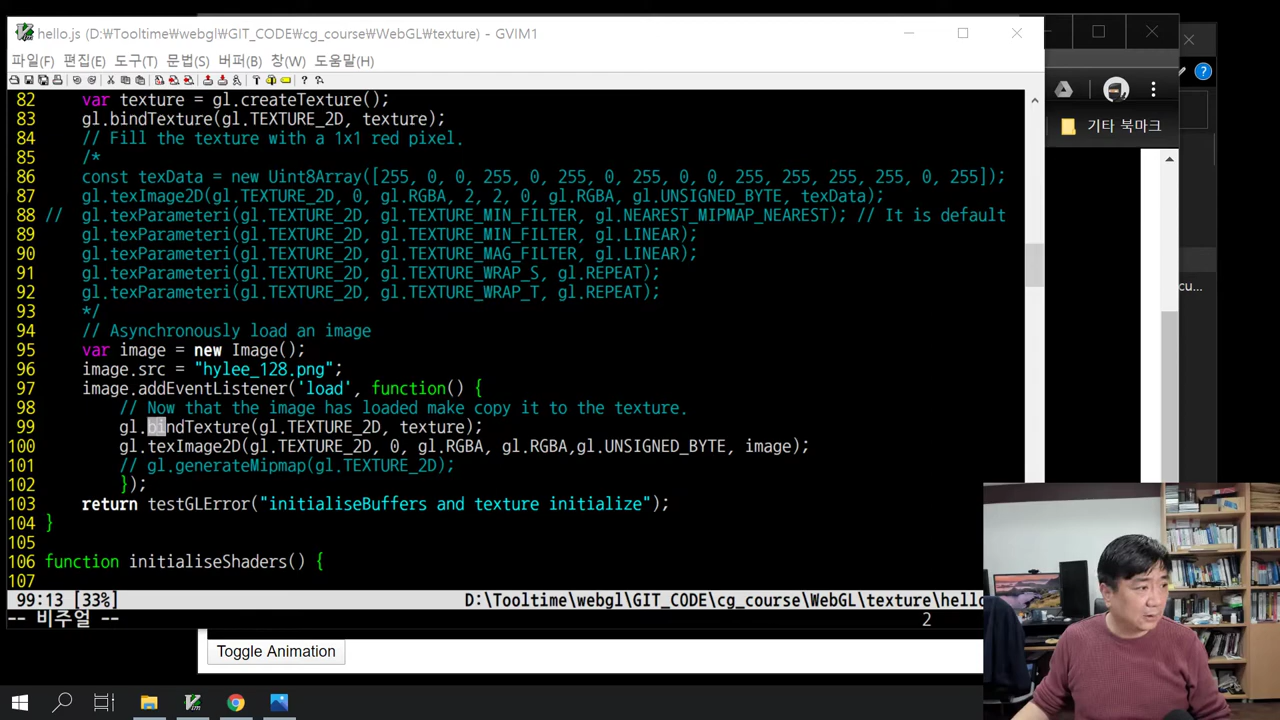 hello.js (D:₩Tooltime₩webgl₩GIT_CODE₩cg_course₩WebGL₩texture) - GVIM1
파일(F) 편집(E) 도구(T) 문법(S) 버퍼(B) 창(W) 도움말(H)
기타 북마크
82 var texture = gl.createTexture();
83 gl.bindTexture(gl.TEXTURE_2D, texture);
84 // Fill the texture with a 1x1 red pixel.
85 /*
86 const texData = new Uint8Array([255, 0, 0, 255, 0, 255, 0, 255, 0, 0, 255, 255, 255, 255, 0, 255]);
87 gl.texImage2D(gl.TEXTURE_2D, 0, gl.RGBA, 2, 2, 0, gl.RGBA, gl.UNSIGNED_BYTE, texData);
88 // gl.texParameteri(gl.TEXTURE_2D, gl.TEXTURE_MIN_FILTER, gl.NEAREST_MIPMAP_NEAREST); // It is default
89 gl.texParameteri(gl.TEXTURE_2D, gl.TEXTURE_MIN_FILTER, gl.LINEAR);
90 gl.texParameteri(gl.TEXTURE_2D, gl.TEXTURE_MAG_FILTER, gl.LINEAR);
91 gl.texParameteri(gl.TEXTURE_2D, gl.TEXTURE_WRAP_S, gl.REPEAT);
92 gl.texParameteri(gl.TEXTURE_2D, gl.TEXTURE_WRAP_T, gl.REPEAT);
93 */
94 // Asynchronously load an image
95 var image = new Image();
96 image.src = "hylee_128.png";
97 image.addEventListener('load', function() {
98 // Now that the image has loaded make copy it to the texture.
99 gl.bindTexture(gl.TEXTURE_2D, texture);
100 gl.texImage2D(gl.TEXTURE_2D, 0, gl.RGBA, gl.RGBA,gl.UNSIGNED_BYTE, image);
101 // gl.generateMipmap(gl.TEXTURE_2D);
102 });
103 return testGLError("initialiseBuffers and texture initialize");
104 }
105
106 function initialiseShaders() {
107
cu...
99:13 [33%] D:\Tooltime\webgl\GIT_CODE\cg_course\WebGL\texture\hello
-- 비주얼 -- 2
Toggle Animation